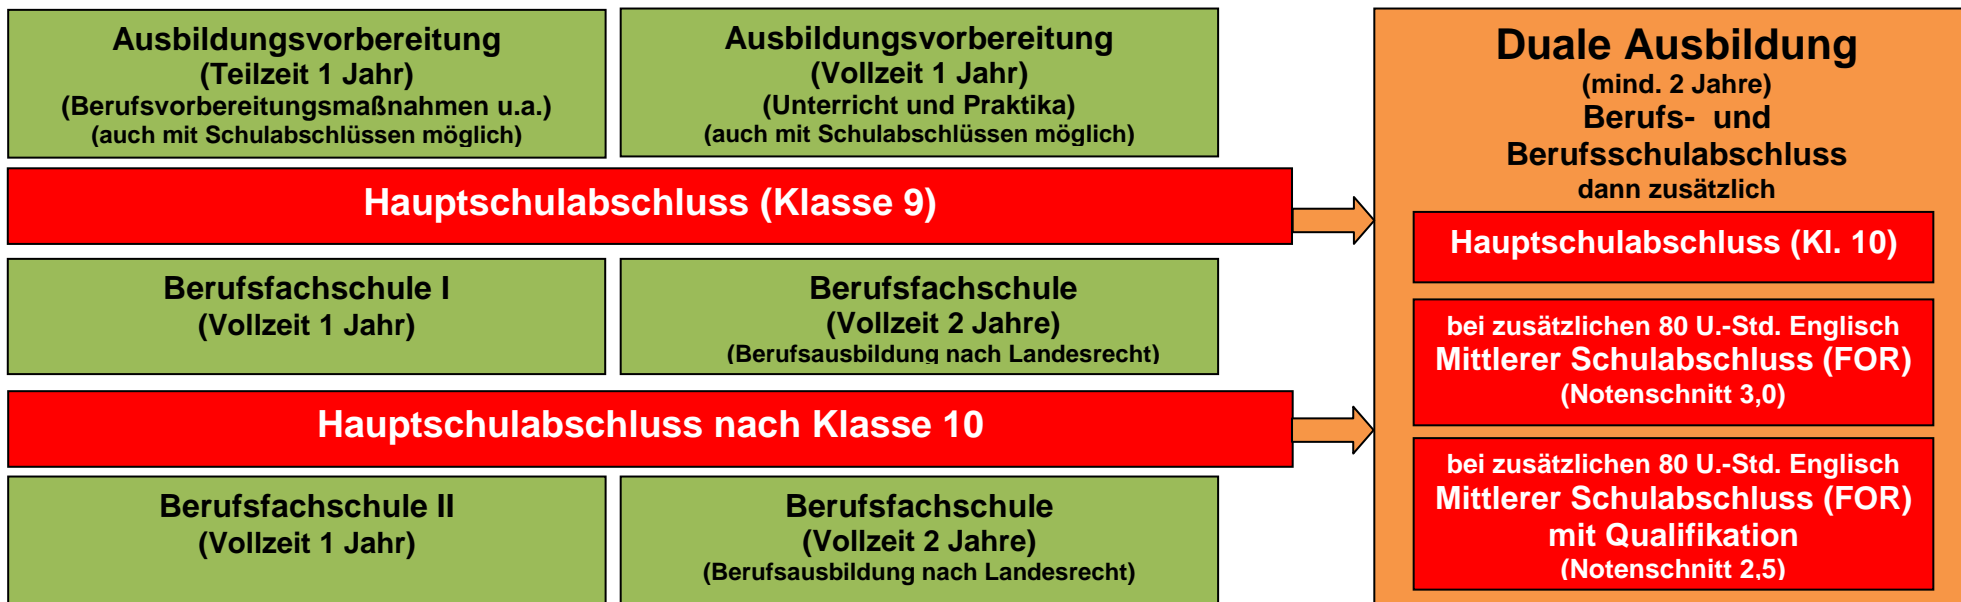 Ausbildungsvorbereitung
(Teilzeit 1 Jahr)
(Berufsvorbereitungsmaßnahmen u.a.)
(auch mit Schulabschlüssen möglich)
Ausbildungsvorbereitung
(Vollzeit 1 Jahr)
(Unterricht und Praktika)
(auch mit Schulabschlüssen möglich)
Hauptschulabschluss (Klasse 9)
Berufsfachschule I
(Vollzeit 1 Jahr)
Berufsfachschule
(Vollzeit 2 Jahre)
(Berufsausbildung nach Landesrecht)
Hauptschulabschluss nach Klasse 10
Berufsfachschule II
(Vollzeit 1 Jahr)
Berufsfachschule
(Vollzeit 2 Jahre)
(Berufsausbildung nach Landesrecht)
Duale Ausbildung
(mind. 2 Jahre)
Berufs- und
Berufsschulabschluss
dann zusätzlich
Hauptschulabschluss (Kl. 10)
bei zusätzlichen 80 U.-Std. Englisch
Mittlerer Schulabschluss (FOR)
(Notenschnitt 3,0)
bei zusätzlichen 80 U.-Std. Englisch
Mittlerer Schulabschluss (FOR)
mit Qualifikation
(Notenschnitt 2,5)